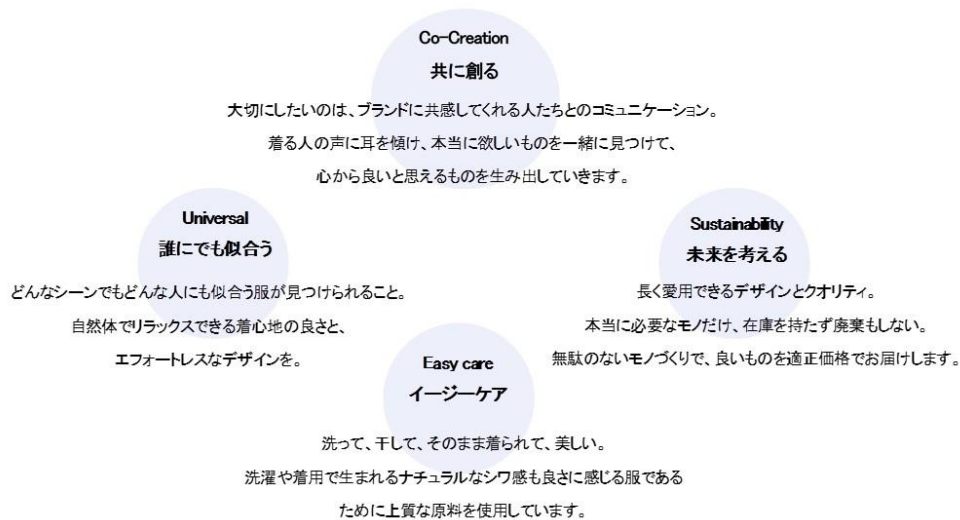 Co-Creation
共に創る
大切にしたいのは、ブランドに共感してくれる人たちとのコミュニケーション。
着る人の声に耳を傾け、本当に欲しいものを一緒に見つけて、
心から良いと思えるものを生み出していきます。
Universal
誰にでも似合う
どんなシーンでもどんな人にも似合う服が見つけられること。
自然体でリラックスできる着心地の良さと、
エフォートレスなデザインを。
Sustainability
未来を考える
長く愛用できるデザインとクオリティ。
本当に必要なモノだけ、在庫を持たず廃棄もしない。
無駄のないモノづくりで、良いものを適正価格でお届けします。
Easy care
イージーケア
洗って、干して、そのまま着られて、美しい。
洗濯や着用で生まれるナチュラルなシワ感も良さに感じる服である
ために上質な原料を使用しています。